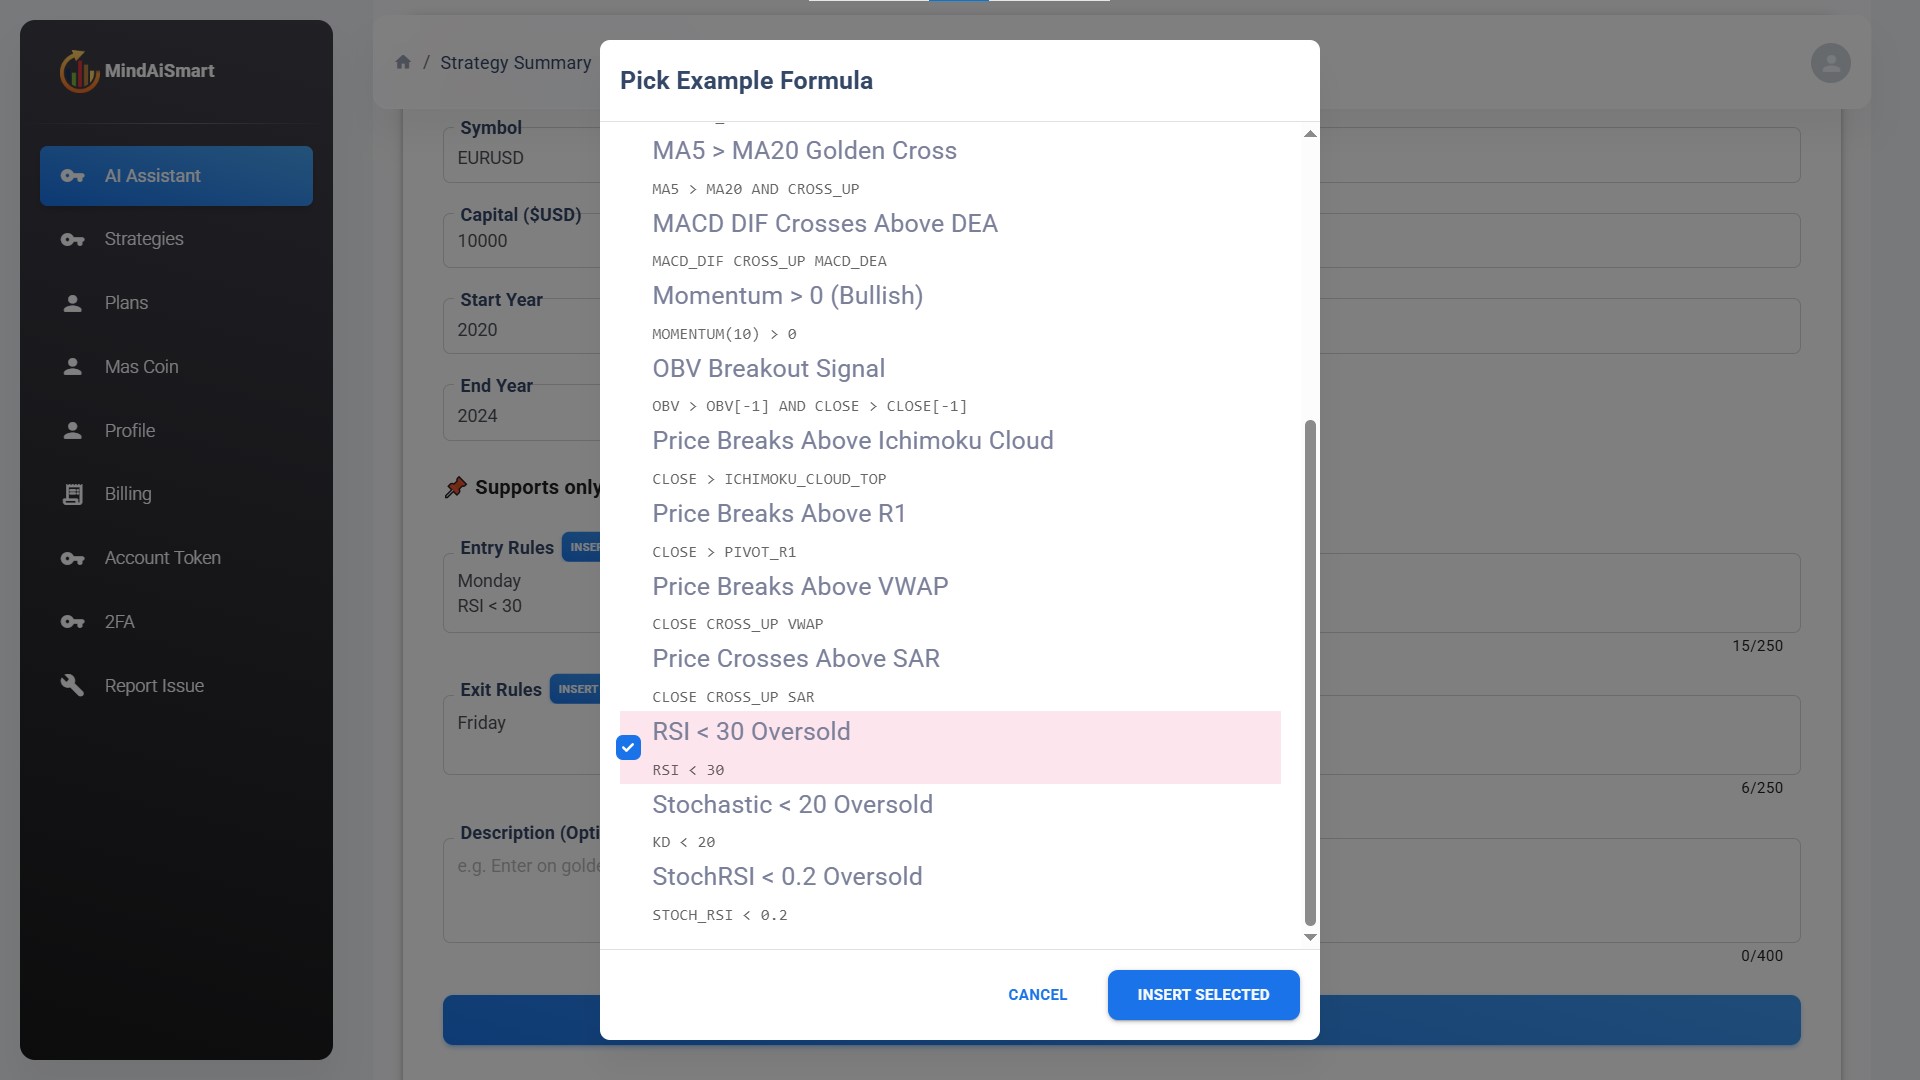 MindAiSmart
AI Assistant
Strategies
Plans
Mas Coin
Profile
Billing
Account Token
2FA
Report Issue
/ Strategy Summary
Symbol
EURUSD
Capital ($USD)
10000
Start Year
2020
End Year
2024
Supports only
Entry Rules
Monday
RSI < 30
15/250
Exit Rules INSERT
Friday
6/250
e.g. Enter on
0/400
Pick Example Formula
MA5 > MA20 Golden Cross
MA5 > MA20 AND CROSS_UP
MACD DIF Crosses Above DEA
MACD_DIF CROSS_UP MACD_DEA
Momentum > 0 (Bullish)
MOMENTUM(10) > 0
OBV Breakout Signal
OBV > OBV[-1] AND CLOSE > CLOSE[-1]
Price Breaks Above Ichimoku Cloud
CLOSE > ICHIMOKU_CLOUD_TOP
Price Breaks Above R1
CLOSE > PIVOT_R1
Price Breaks Above VWAP
CLOSE CROSS_UP VWAP
Price Crosses Above SAR
CLOSE CROSS_UP SAR
RSI < 30 Oversold
RSI < 30
Stochastic < 20 Oversold
KD < 20
StochRSI < 0.2 Oversold
STOCH_RSI < 0.2
CANCEL
INSERT SELECTED